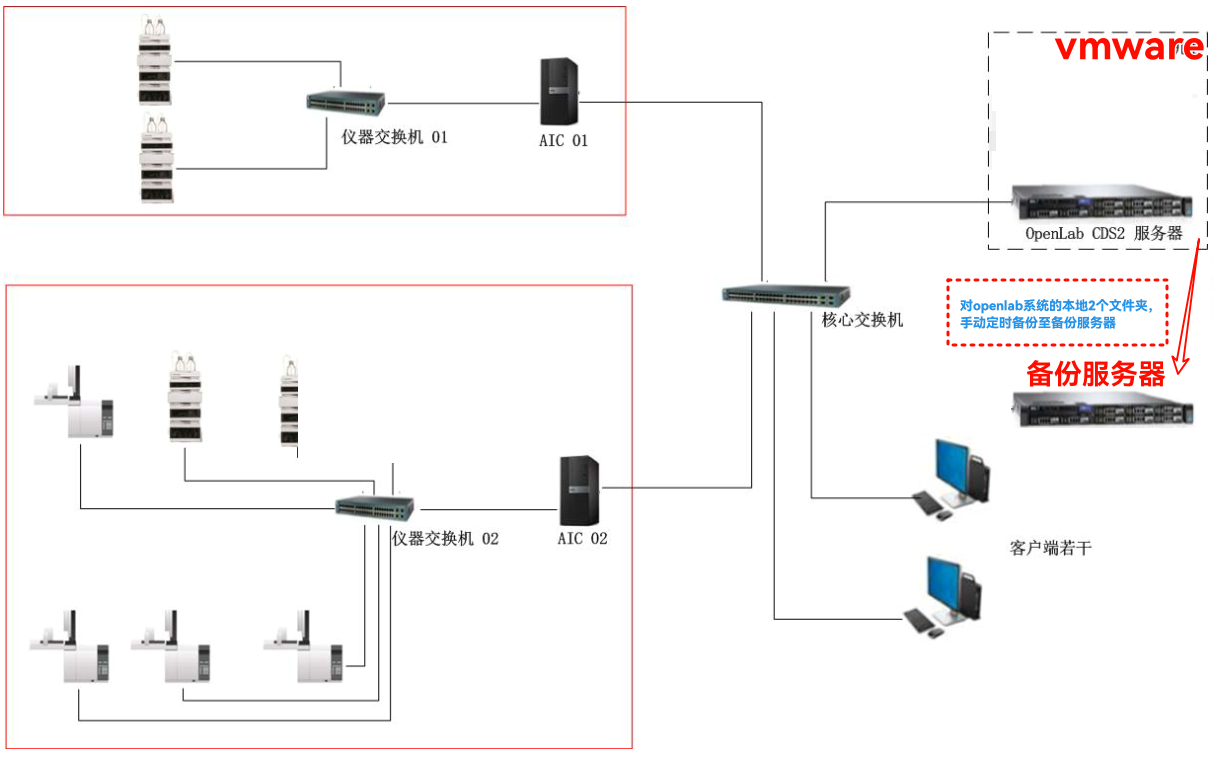 vmware
仪器交换机 01
AIC 01
OpenLab CDS2 服务器
对openlab系统的本地2个文件夹，
手动定时备份至备份服务器
核心交换机
备份服务器
仪器交换机 02
AIC 02
客户端若干